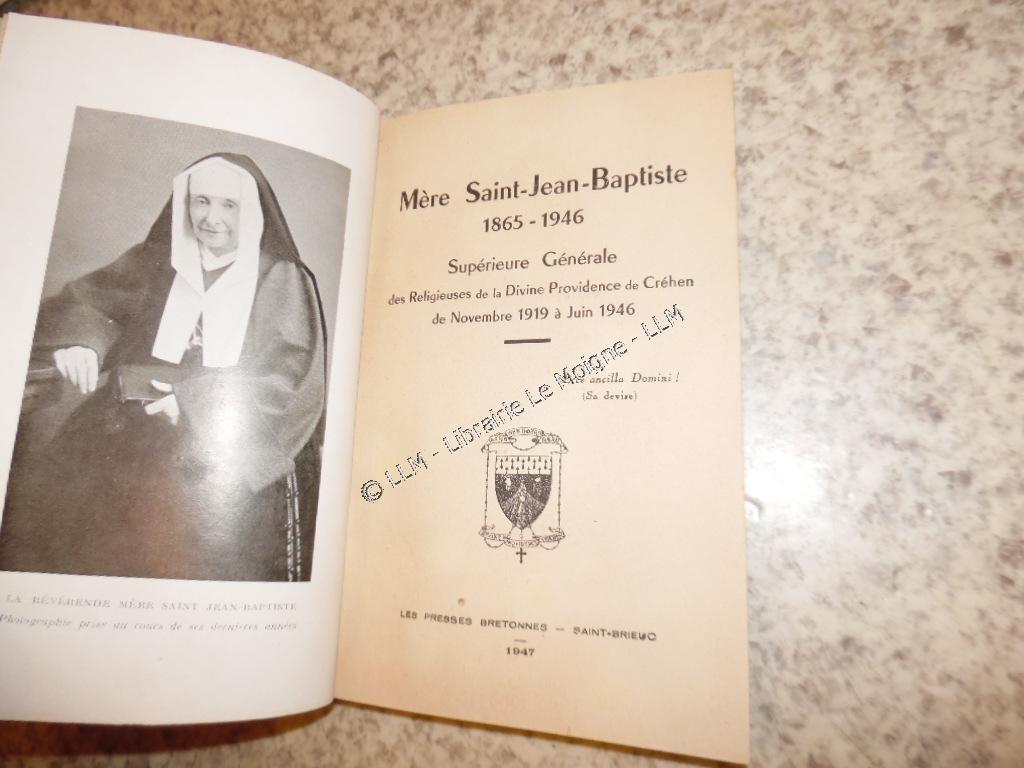 LA RÉVÉRENDE MÈRE SAINT JEAN-BAPTISTE
Photographie prise au cours de ses dernières années
Mère Saint-Jean-Baptiste
1865 - 1946
Supérieure Générale
des Religieuses de la Divine Providence de Créhen
de Novembre 1919 à Juin 1946
ancilla Domini !
(Sa devise)
© LLM - Librairie Le Moigne - LLM
LES PRESSES BRETONNES — SAINT-BRIEUC
1947